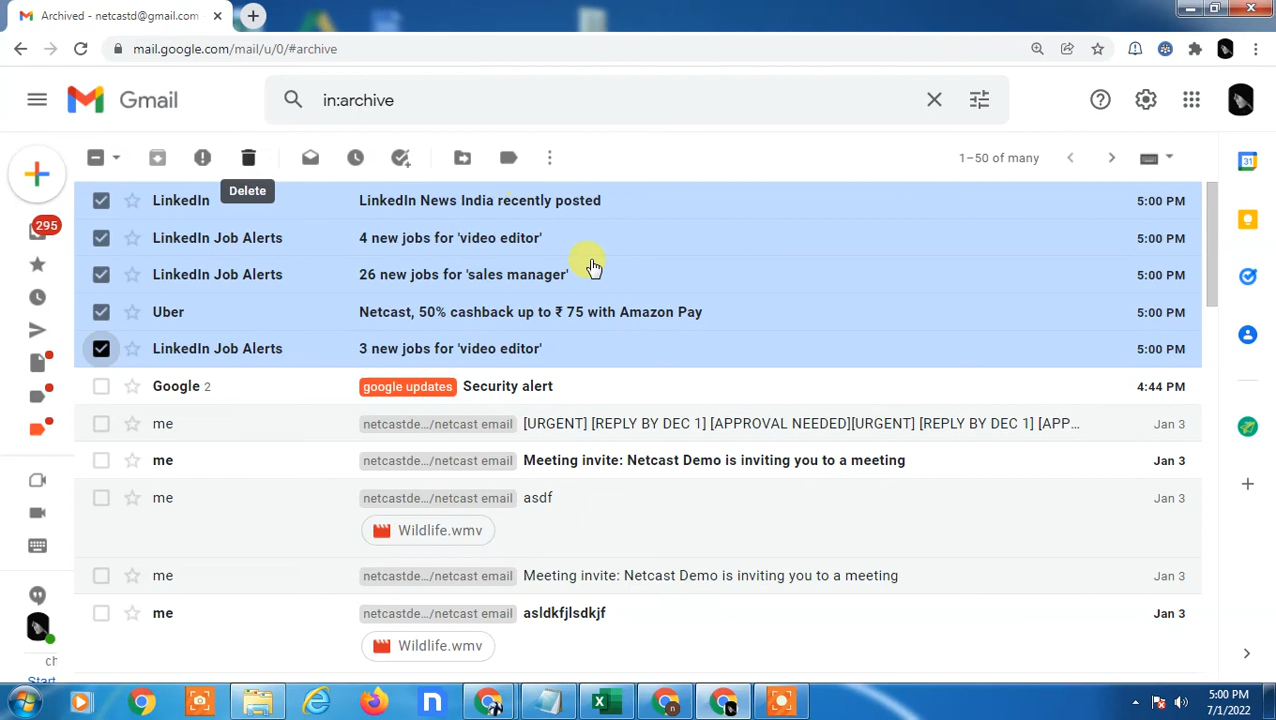 Archived - netcastd@gmail.com
mail.google.com/mail/u/0/#archive
Gmail
in:archive
1–50 of many
Delete
295
LinkedIn LinkedIn News India recently posted 5:00 PM
LinkedIn Job Alerts 4 new jobs for 'video editor' 5:00 PM
LinkedIn Job Alerts 26 new jobs for 'sales manager' 5:00 PM
Uber Netcast, 50% cashback up to ₹ 75 with Amazon Pay 5:00 PM
LinkedIn Job Alerts 3 new jobs for 'video editor' 5:00 PM
Google 2 google updates Security alert 4:44 PM
me netcastde.../netcast email [URGENT] [REPLY BY DEC 1] [APPROVAL NEEDED][URGENT] [REPLY BY DEC 1] [APP... Jan 3
me netcastde.../netcast email Meeting invite: Netcast Demo is inviting you to a meeting Jan 3
me netcastde.../netcast email asdf Jan 3
Wildlife.wmv
me netcastde.../netcast email Meeting invite: Netcast Demo is inviting you to a meeting Jan 3
me netcastde.../netcast email asldkfjlsdkjf Jan 3
Wildlife.wmv
ch
Start
5:00 PM
7/1/2022